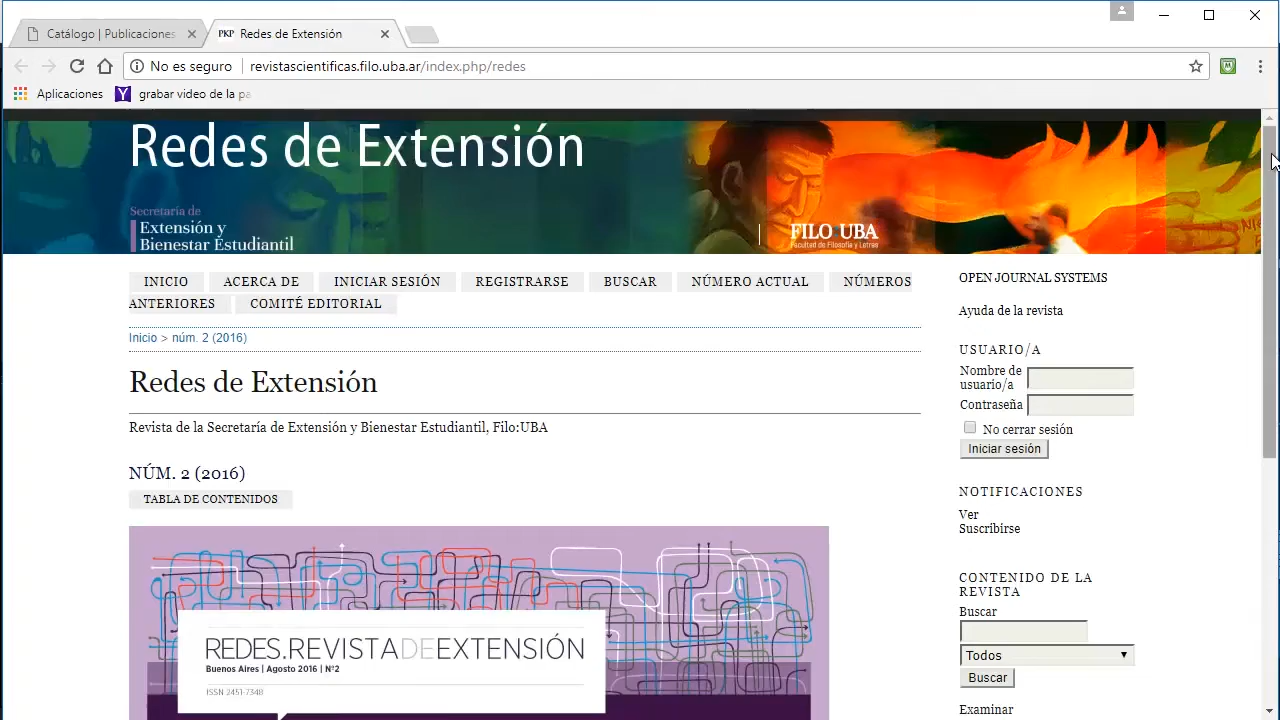 Catálogo | Publicaciones
PKP Redes de Extensión
No es seguro revistascientificas.filo.uba.ar/index.php/redes
Aplicaciones grabar video de la pa
Redes de Extensión
Secretaría de
Extensión y
Bienestar Estudiantil
FILO UBA
Facultad de Filosofía y Letras
INICIO ACERCA DE INICIAR SESIÓN REGISTRARSE BUSCAR NÚMERO ACTUAL NÚMEROS
ANTERIORES COMITÉ EDITORIAL
Inicio > núm. 2 (2016)
Redes de Extensión
Revista de la Secretaría de Extensión y Bienestar Estudiantil, Filo:UBA
NÚM. 2 (2016)
TABLA DE CONTENIDOS
REDES.REVISTADEEXTENSIÓN
Buenos Aires | Agosto 2016 | Nº2
ISSN 2451-7348
OPEN JOURNAL SYSTEMS
Ayuda de la revista
USUARIO/A
Nombre de
usuario/a
Contraseña
No cerrar sesión
Iniciar sesión
NOTIFICACIONES
Ver
Suscribirse
CONTENIDO DE LA
REVISTA
Buscar
Todos
Buscar
Examinar